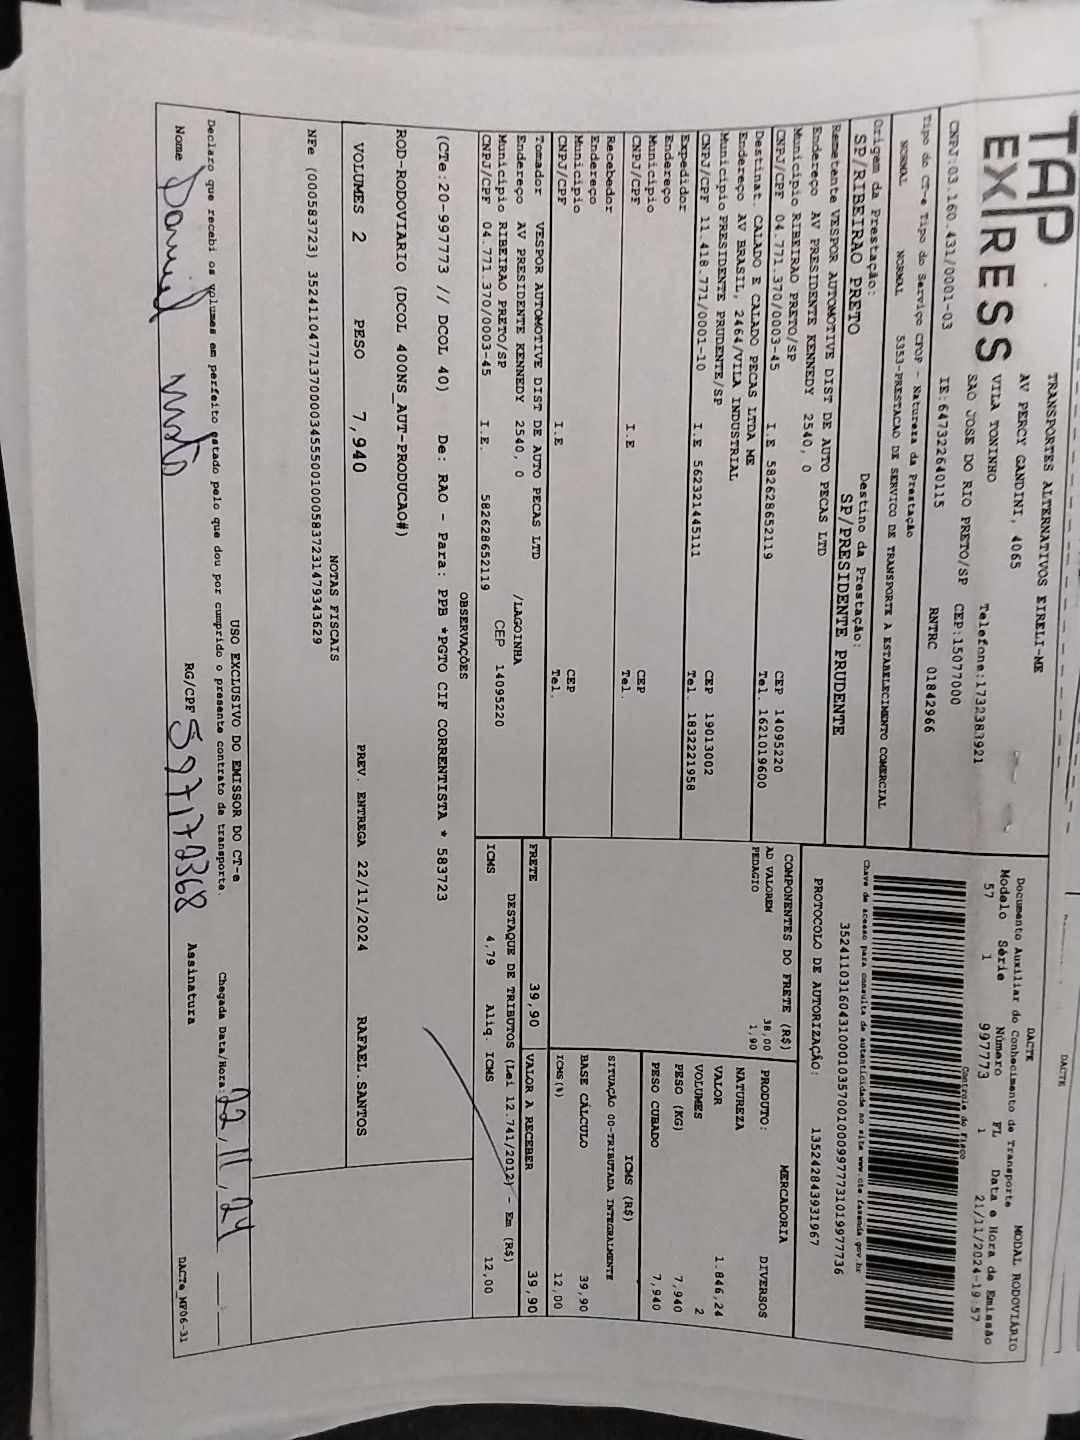 DACTE
TAP
EXPRESS
TRANSPORTES ALTERNATIVOS EIRELI-ME
AV PERCY GANDINI, 4065
VILA TONINHO Telefone:1732383921
SAO JOSE DO RIO PRETO/SP CEP:15077000
CNPJ:03.160.431/0001-03 IE:647322640115 RNTRC 01842966
DACTE
Documento Auxiliar do Conhecimento de Transporte MODAL RODOVIÁRIO
Modelo Série Número FL Data e Hora de Emissão
57 1 997773 1 21/11/2024-19:57
Controle do Fisco
Chave de acesso para consulta de autenticidade no site www.cte.fazenda.gov.br
35241103160431000103570010009977731019977736
PROTOCOLO DE AUTORIZAÇÃO: 135242843931967
Tipo do CT-e Tipo do Serviço CFOP - Natureza da Prestação
NORMAL NORMAL 5353-PRESTACAO DE SERVICO DE TRANSPORTE A ESTABELECIMENTO COMERCIAL
Origem da Prestação: Destino da Prestação:
SP/RIBEIRAO PRETO SP/PRESIDENTE PRUDENTE
Remetente VESPOR AUTOMOTIVE DIST DE AUTO PECAS LTD
Endereço AV PRESIDENTE KENNEDY 2540, 0
Município RIBEIRAO PRETO/SP CEP 14095220
CNPJ/CPF 04.771.370/0003-45 I.E 582628652119 Tel. 1621019600
Destinat. CALADO E CALADO PECAS LTDA ME
Endereço AV BRASIL, 2464/VILA INDUSTRIAL
Município PRESIDENTE PRUDENTE/SP CEP 19013002
CNPJ/CPF 11.418.771/0001-10 I.E 562321445111 Tel. 1832221958
Expedidor
Endereço
Município CEP
CNPJ/CPF I.E Tel.
Recebedor
Endereço
Município CEP
CNPJ/CPF I.E Tel.
Tomador VESPOR AUTOMOTIVE DIST DE AUTO PECAS LTD
Endereço AV PRESIDENTE KENNEDY 2540, 0 /LAGOINHA
Município RIBEIRAO PRETO/SP CEP 14095220
CNPJ/CPF 04.771.370/0003-45 I.E. 582628652119
COMPONENTES DO FRETE (R$)
AD VALOREM 38,00
PEDAGIO 1,90
MERCADORIA
PRODUTO: DIVERSOS
NATUREZA
VALOR 1.846,24
VOLUMES 2
PESO (KG) 7,940
PESO CUBADO 7,940
ICMS (R$)
SITUAÇÃO 00-TRIBUTADA INTEGRALMENTE
BASE CÁLCULO 39,90
ICMS(%) 12,00
FRETE 39,90 VALOR A RECEBER 39,90
DESTAQUE DE TRIBUTOS (Lei 12.741/2012) - Em (R$)
ICMS 4,79 Aliq. ICMS 12,00
OBSERVAÇÕES
(CTe:20-997773 // DCOL 40) De: RAO - Para: PPB *PGTO CIF CORRENTISTA * 583723
ROD-RODOVIARIO (DCOL 400NS_AUT-PRODUCAO#)
VOLUMES 2 PESO 7,940 PREV. ENTREGA 22/11/2024 RAFAEL.SANTOS
NOTAS FISCAIS
NFe (000583723) 35241104771370000345550010005837231479343629
USO EXCLUSIVO DO EMISSOR DO CT-e
Declaro que recebi os volumes em perfeito estado pelo que dou por cumprido o presente contrato de transporte. Chegada Data/Hora: 22/11/24
Nome Daniel RG/CPF 597172368 Assinatura
DACTe_MF06-31